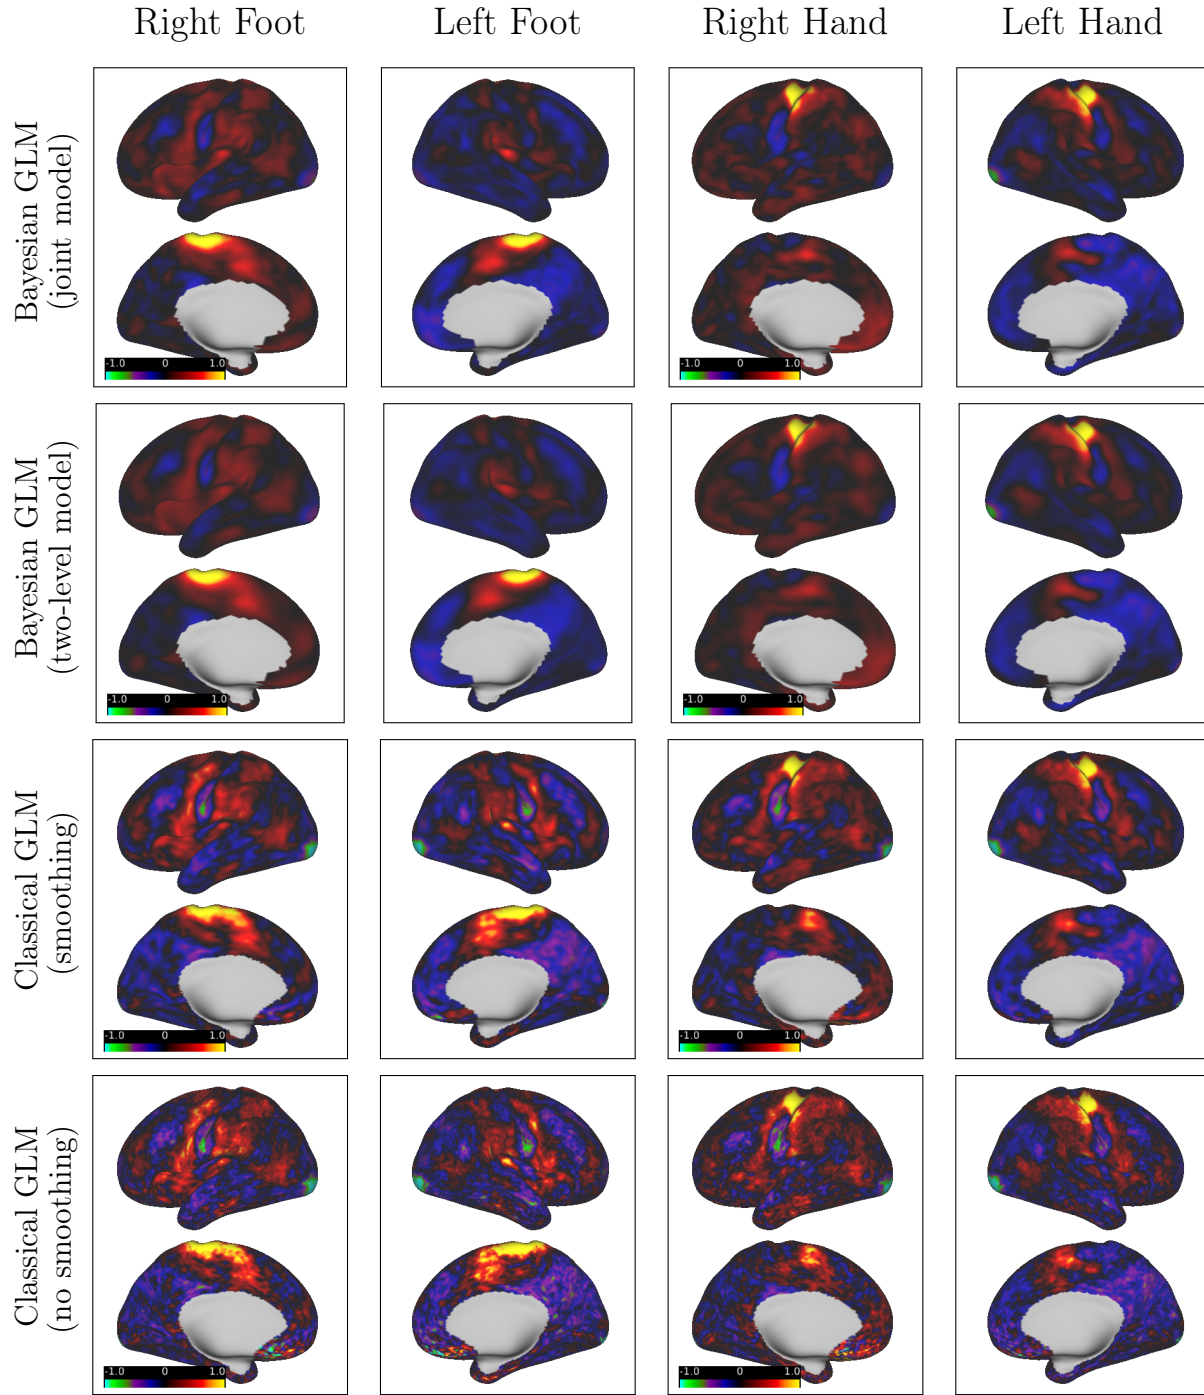 Right Foot
Left Foot
Right Hand
Left Hand
Bayesian GLM
(joint model)
-1.0 0 1.0
-1.0 0 1.0
Bayesian GLM
(two-level model)
-1.0 0 1.0
-1.0 0 1.0
Classical GLM
(smoothing)
-1.0 0 1.0
-1.0 0 1.0
Classical GLM
(no smoothing)
-1.0 0 1.0
-1.0 0 1.0